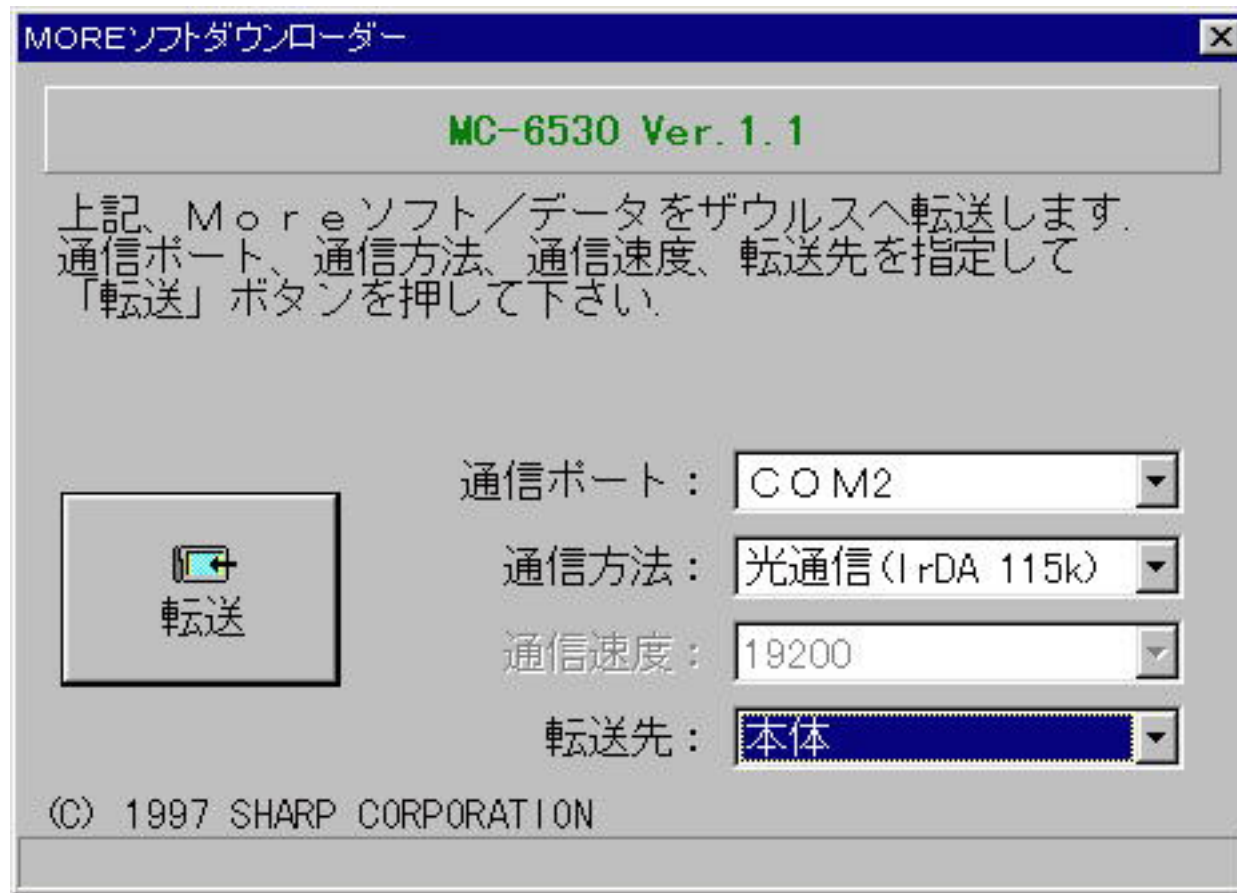 MOREソフトダウンローダー
MC-6530 Ver.1.1
上記、Moreソフト／データをザウルスへ転送します.
通信ポート、通信方法、通信速度、転送先を指定して
「転送」ボタンを押して下さい.
通信ポート： COM2
通信方法： 光通信(IrDA 115k)
転送
通信速度： 19200
転送先： 本体
(C) 1997 SHARP CORPORATION